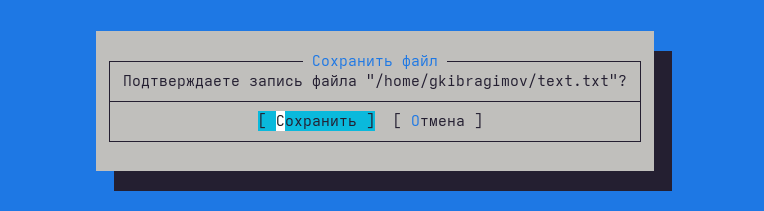 Сохранить файл
Подтверждаете запись файла "/home/gkibragimov/text.txt"?
[ Сохранить ] [ Отмена ]